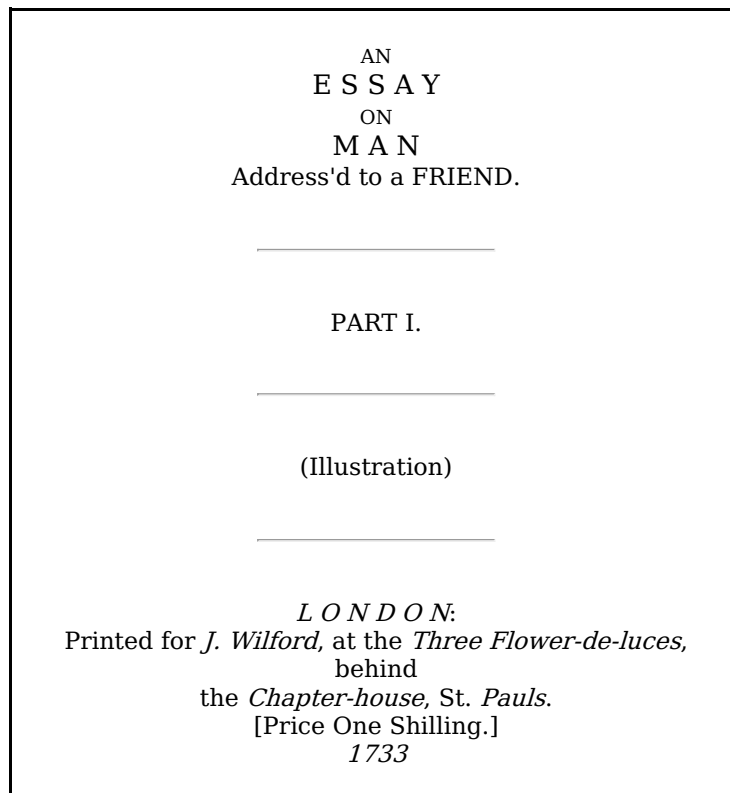 AN
E S S A Y
ON
M A N
Address'd to a FRIEND.
PART I.
(Illustration)
L O N D O N:
Printed for J. Wilford, at the Three Flower-de-luces,
behind
the Chapter-house, St. Pauls.
[Price One Shilling.]
1733